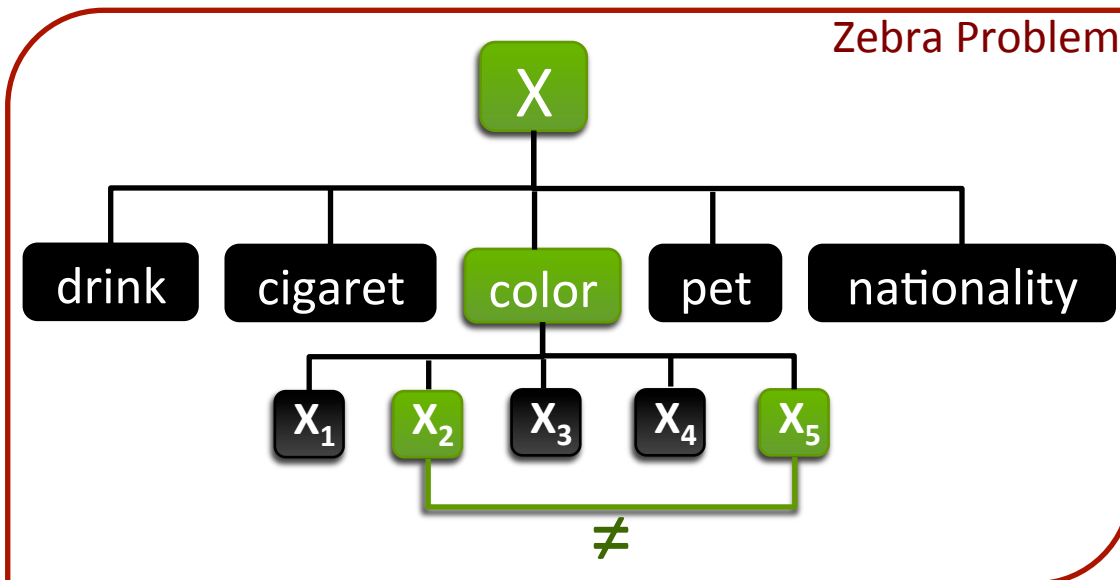 Zebra Problem
X
drink cigaret color pet nationality
X₁ X₂ X₃ X₄ X₅
≠